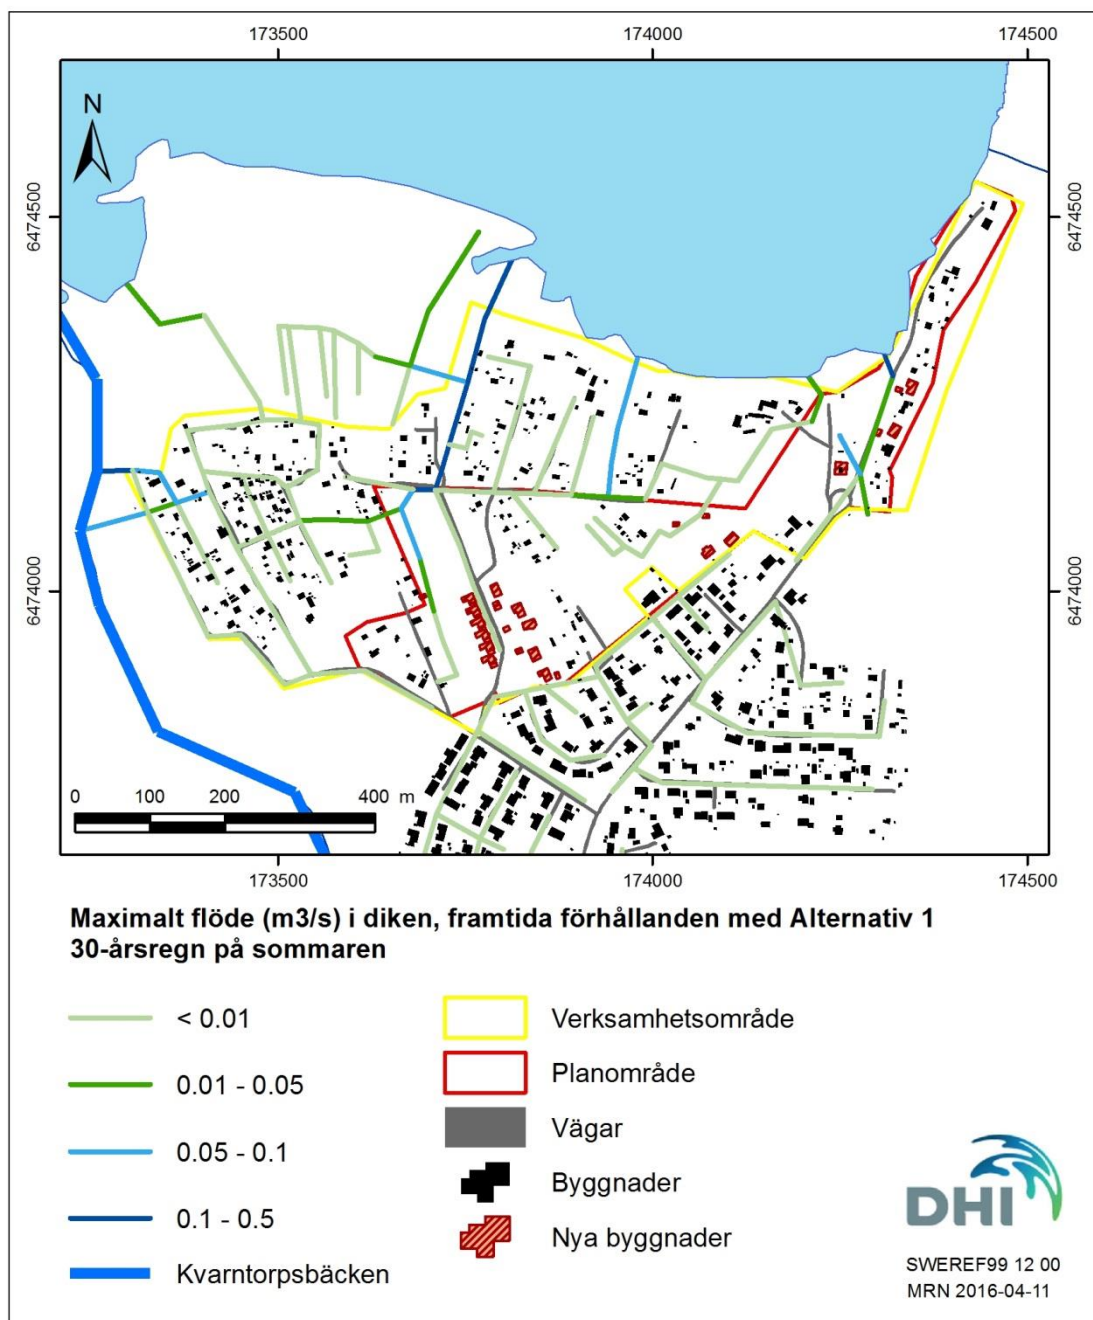 173500 174000 174500
N
6474500 6474500
6474000 6474000
0 100 200 400 m
173500 174000 174500
Maximalt flöde (m3/s) i diken, framtida förhållanden med Alternativ 1
30-årsregn på sommaren
< 0.01
0.01 - 0.05
0.05 - 0.1
0.1 - 0.5
Kvarntorpsbäcken
Verksamhetsområde
Planområde
Vägar
Byggnader
Nya byggnader
DHI
SWEREF99 12 00
MRN 2016-04-11